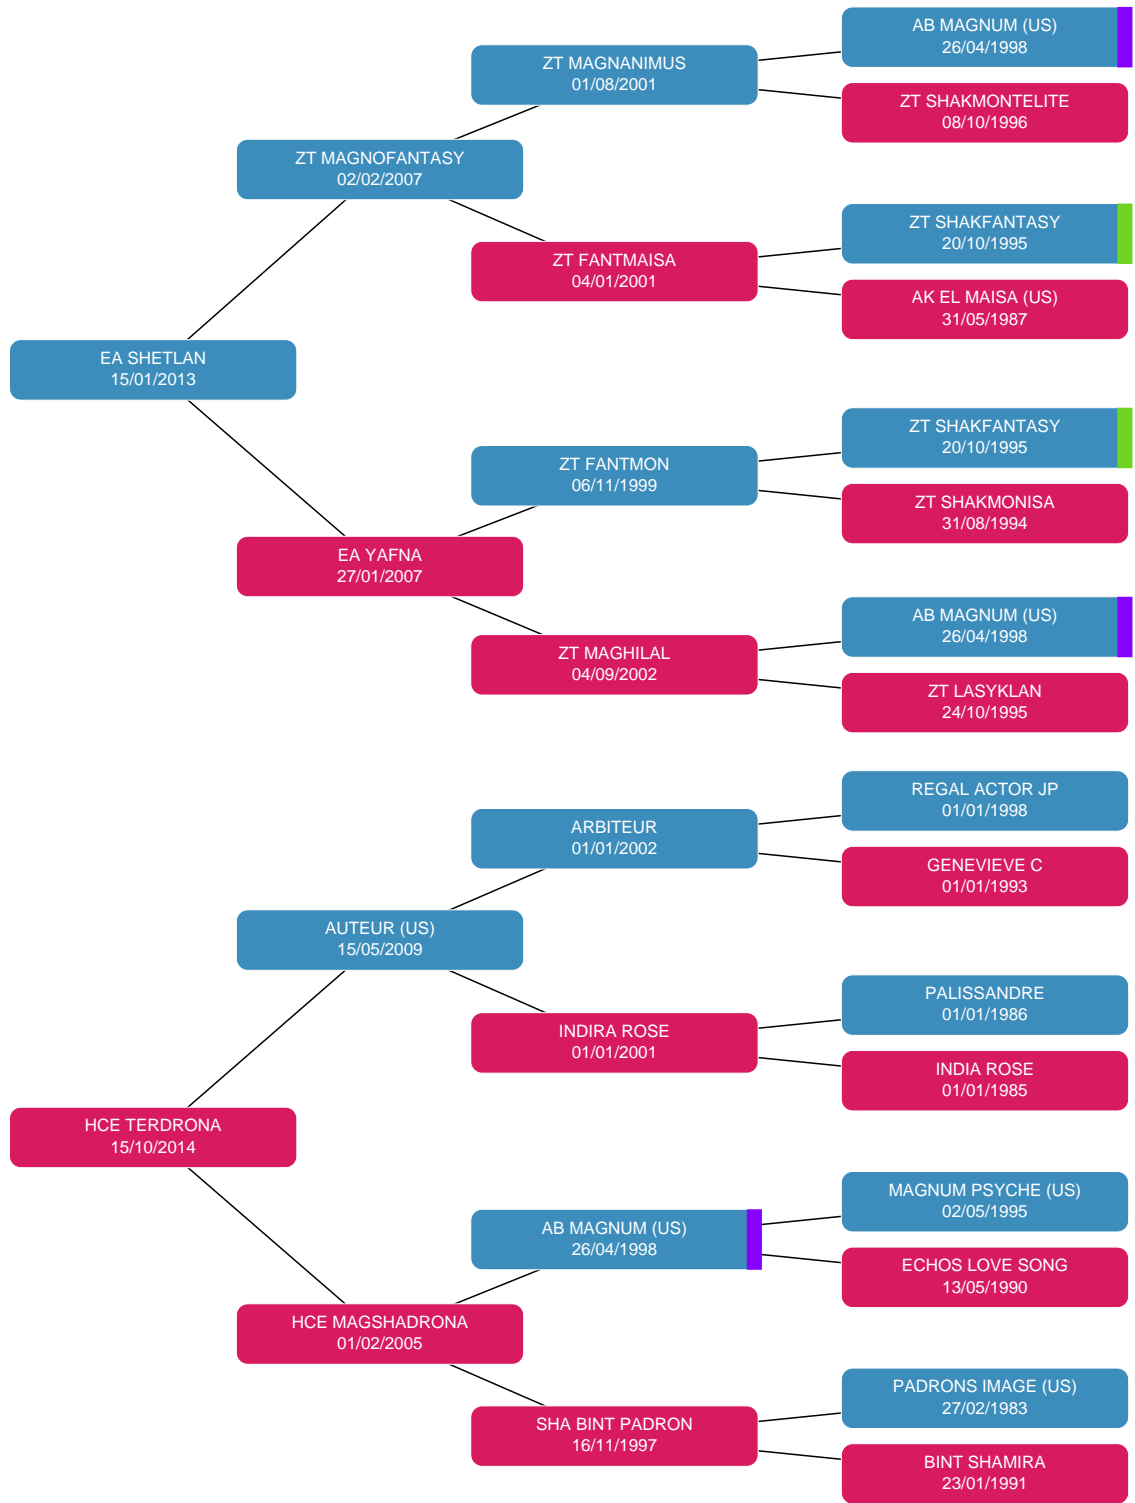 AB MAGNUM (US)
26/04/1998
ZT MAGNANIMUS
01/08/2001
ZT SHAKMONTELITE
08/10/1996
ZT MAGNOFANTASY
02/02/2007
ZT SHAKFANTASY
20/10/1995
ZT FANTMAISA
04/01/2001
AK EL MAISA (US)
31/05/1987
EA SHETLAN
15/01/2013
ZT SHAKFANTASY
20/10/1995
ZT FANTMON
06/11/1999
ZT SHAKMONISA
31/08/1994
EA YAFNA
27/01/2007
AB MAGNUM (US)
26/04/1998
ZT MAGHILAL
04/09/2002
ZT LASYKLAN
24/10/1995
REGAL ACTOR JP
01/01/1998
ARBITEUR
01/01/2002
GENEVIEVE C
01/01/1993
AUTEUR (US)
15/05/2009
PALISSANDRE
01/01/1986
INDIRA ROSE
01/01/2001
INDIA ROSE
01/01/1985
HCE TERDRONA
15/10/2014
MAGNUM PSYCHE (US)
02/05/1995
AB MAGNUM (US)
26/04/1998
ECHOS LOVE SONG
13/05/1990
HCE MAGSHADRONA
01/02/2005
PADRONS IMAGE (US)
27/02/1983
SHA BINT PADRON
16/11/1997
BINT SHAMIRA
23/01/1991